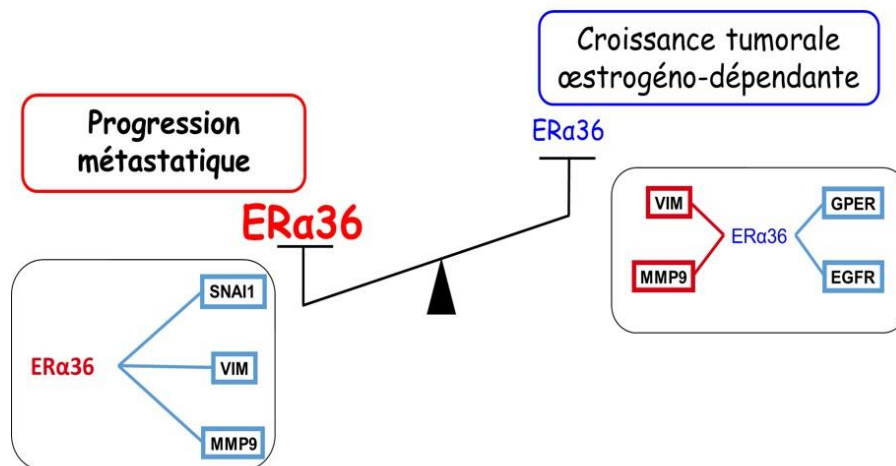 Croissance tumorale
œstrogéno-dépendante
Progression
métastatique
ERα36
ERα36
SNAI1
ERα36
VIM
MMP9
VIM
GPER
ERα36
MMP9
EGFR